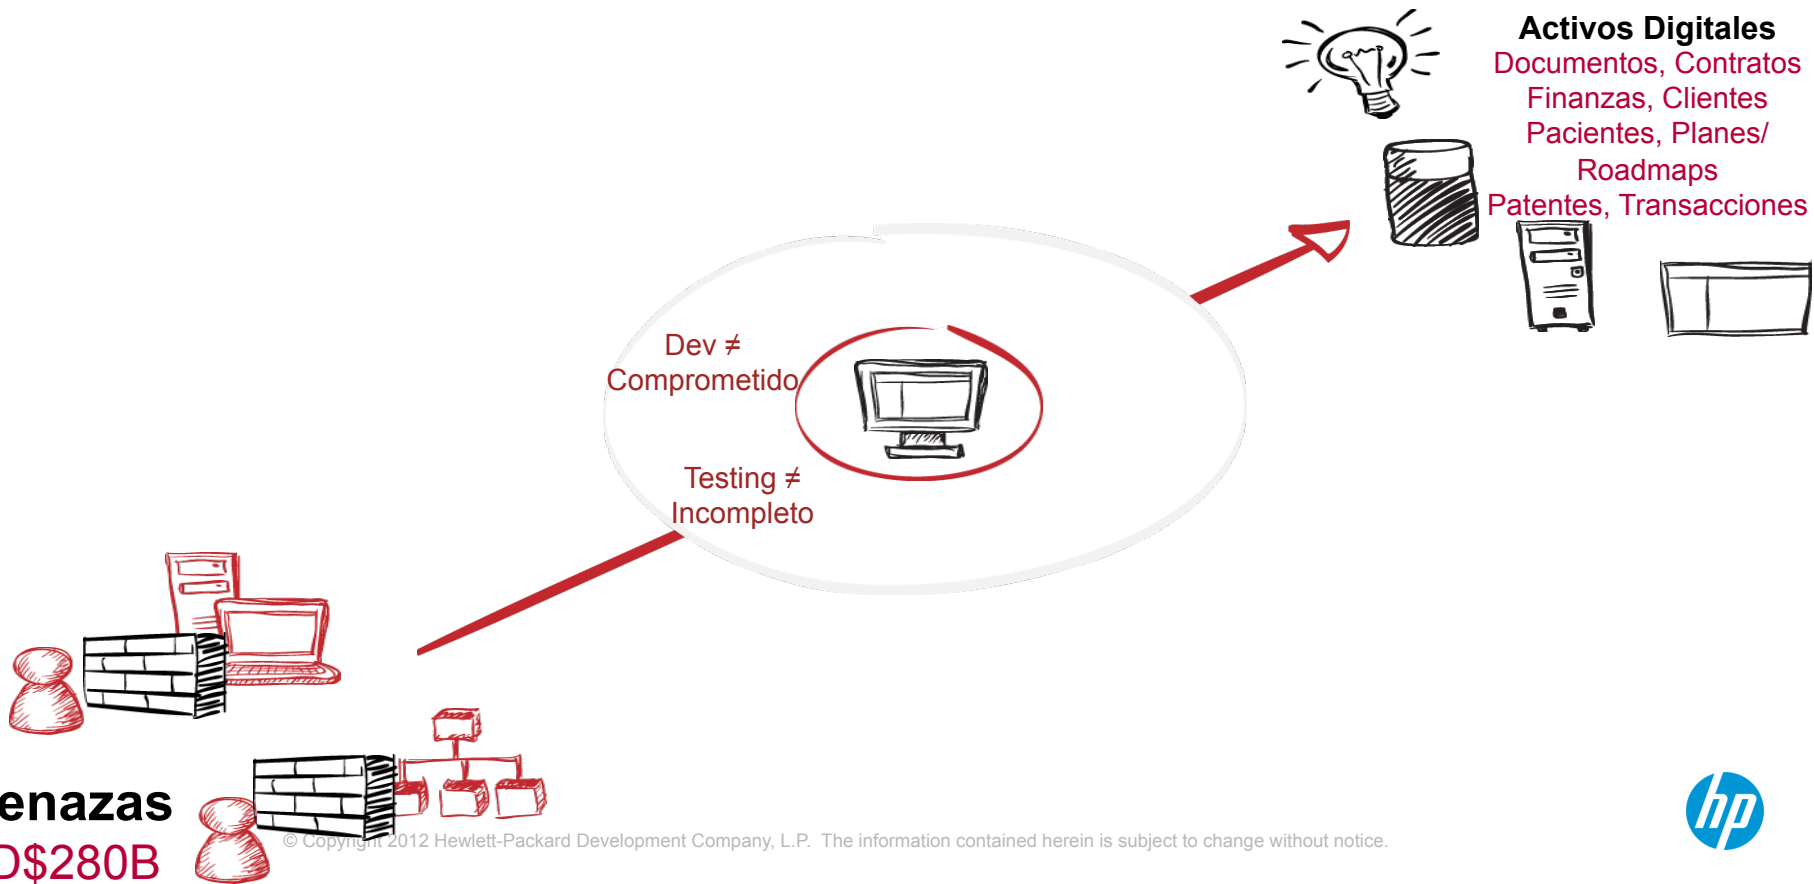 Activos Digitales
Documentos, Contratos
Finanzas, Clientes
Pacientes, Planes/
Roadmaps
Patentes, Transacciones
Dev ≠
Comprometido
Testing ≠
Incompleto
enazas
D$280B
© Copyright 2012 Hewlett-Packard Development Company, L.P. The information contained herein is subject to change without notice.
hp